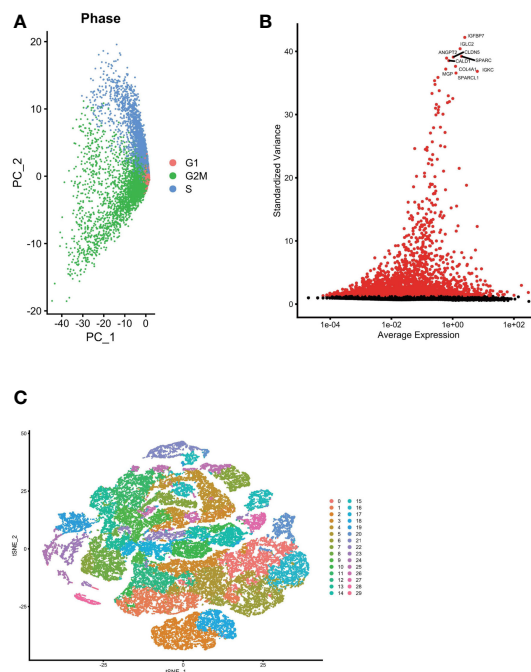 A
Phase
20
10
0
-10
-20
PC_2
-40
-30
-20
-10
0
PC_1
G1
G2M
S
B
40
30
20
10
0
Standardized Variance
IGFBP7
IGLC2
ANGPT2
CLDN5
CALD1
SPARC
COL4A1
IGKC
MGP
SPARCL1
1e-04
1e-02
1e+00
1e+02
Average Expression
C
50
25
0
-25
tSNE_2
-25
0
25
tSNE_1
0
1
2
3
4
5
6
7
8
9
10
11
12
13
14
15
16
17
18
19
20
21
22
23
24
25
26
27
28
29